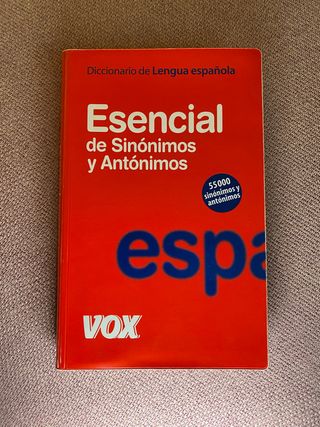 Diccionario de Lengua española
Esencial
de Sinónimos
y Antónimos
55000
sinónimos y
antónimos
espa
VOX